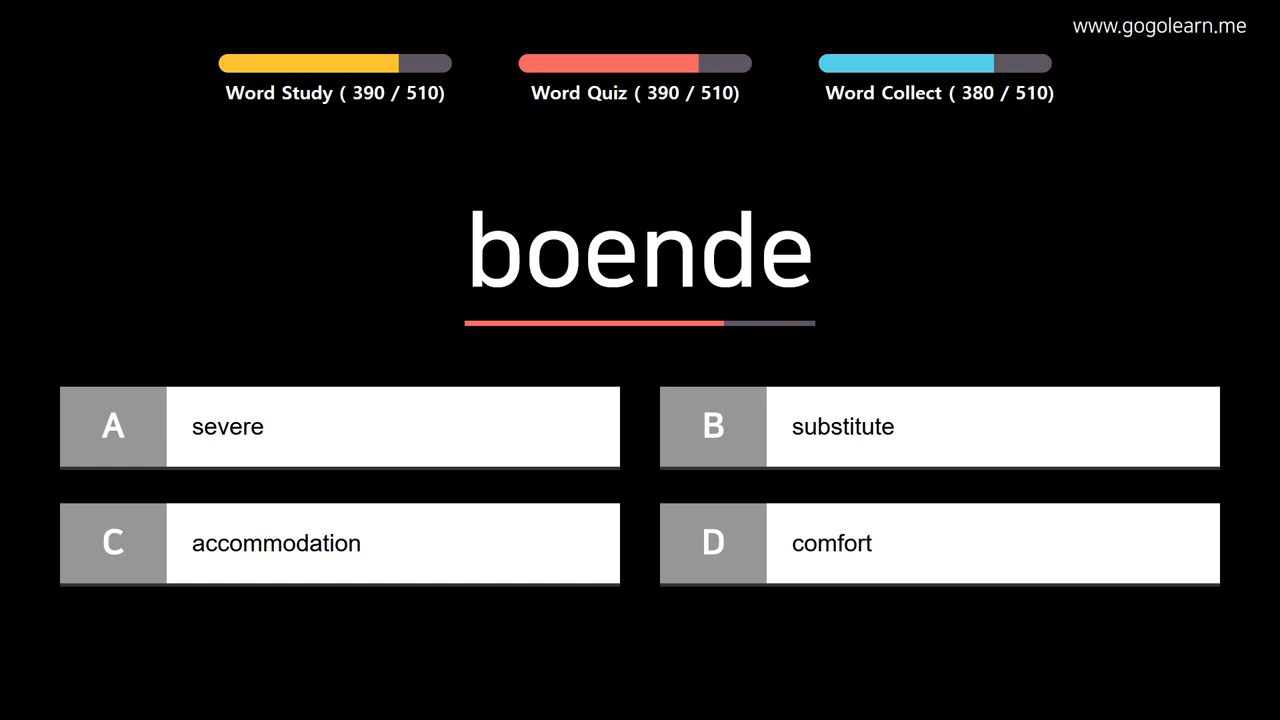 www.gogolearn.me
Word Study ( 390 / 510)
Word Quiz ( 390 / 510)
Word Collect ( 380 / 510)
boende
A severe
B substitute
C accommodation
D comfort